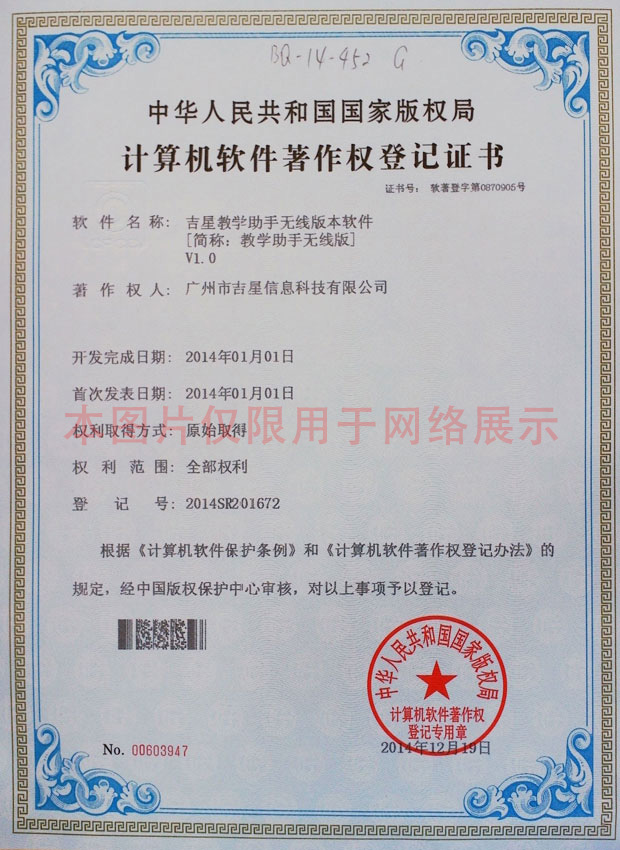 BQ-14-452 G
中华人民共和国国家版权局
计算机软件著作权登记证书
证书号: 软著登字第0870905号
软件名称: 吉星教学助手无线版本软件
[简称: 教学助手无线版]
V1.0
著作权人: 广州市吉星信息科技有限公司
开发完成日期: 2014年01月01日
首次发表日期: 2014年01月01日
本图片仅限用于网络展示
权利取得方式: 原始取得
权利范围: 全部权利
登记号: 2014SR201672
根据《计算机软件保护条例》和《计算机软件著作权登记办法》的
规定, 经中国版权保护中心审核, 对以上事项予以登记。
中华人民共和国国家版权局
计算机软件著作权
登记专用章
No. 00603947
2014年12月19日